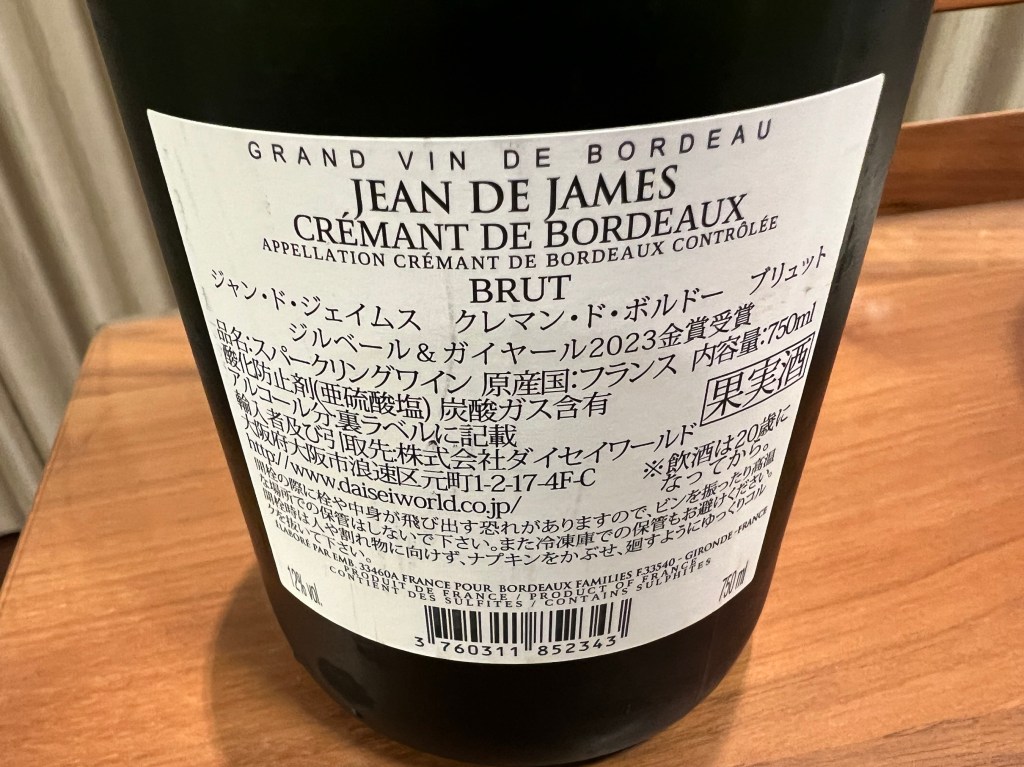 GRAND VIN DE BORDEAU
JEAN DE JAMES
CRÉMANT DE BORDEAUX
APPELLATION CRÉMANT DE BORDEAUX CONTRÔLÉE
BRUT
ジャン・ド・ジェイムス クレマン・ド・ボルドー ブリュット
ジルベール&ガイヤール2023金賞受賞
品名:スパークリングワイン 原産国:フランス 内容量:750ml
酸化防止剤(亜硫酸塩) 炭酸ガス含有
果実酒
アルコール分:裏ラベルに記載
輸入者及び引取先:株式会社ダイセイワールド
大阪府大阪市浪速区元町1-2-17-4F-C
※飲酒は20歳に
なってから。
http://www.daiseiworld.co.jp/
開栓の際に栓や中身が飛び出す恐れがありますので、ビンを振ったり高温
な場所での保管はしないで下さい。また冷凍庫での保管もお避けください。
開栓時は人や割れ物に向けず、ナプキンをかぶせ、廻すようにゆっくりコル
クを抜いて下さい。
ELABORÉ PAR EMB 33460A FRANCE POUR BORDEAUX FAMILIES F.33540 - GIRONDE - FRANCE
PRODUIT DE FRANCE / PRODUCT OF FRANCE
CONTIENT DES SULFITES / CONTAINS SULPHITES
12% vol.
750 ml
3 760311 852343